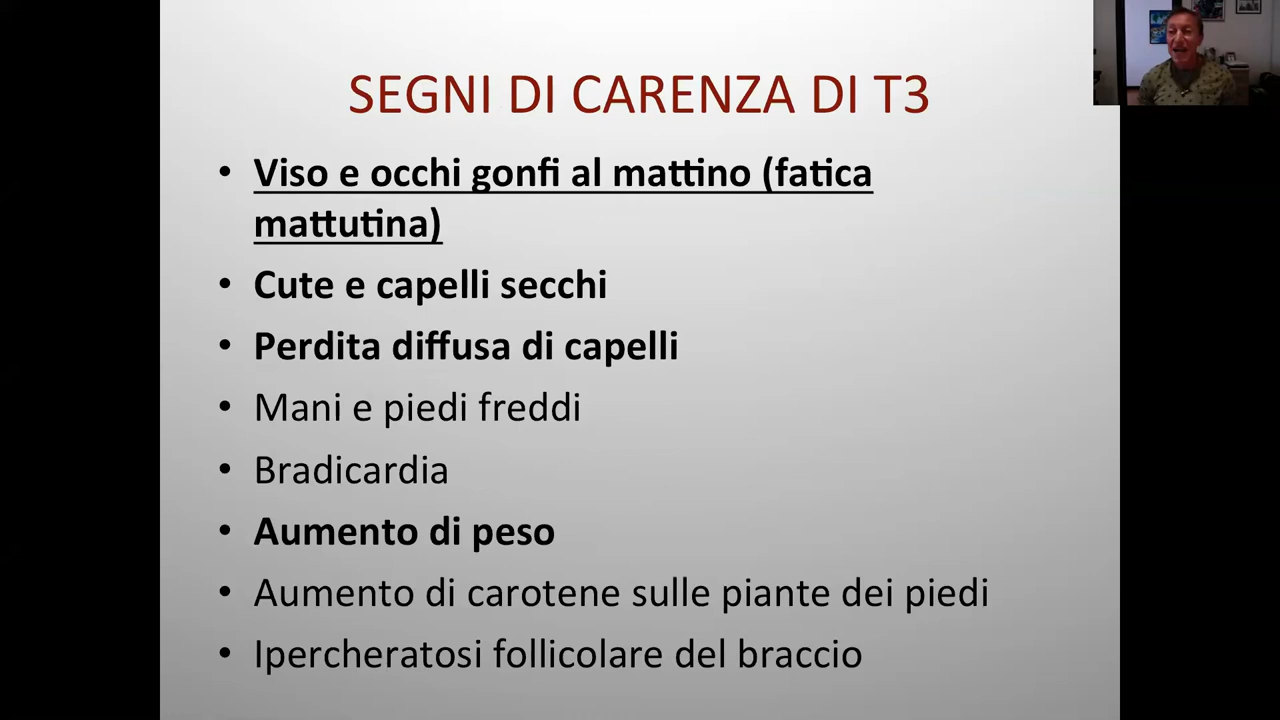 SEGNI DI CARENZA DI T3
• Viso e occhi gonfi al mattino (fatica
mattutina)
• Cute e capelli secchi
• Perdita diffusa di capelli
• Mani e piedi freddi
• Bradicardia
• Aumento di peso
• Aumento di carotene sulle piante dei piedi
• Ipercheratosi follicolare del braccio